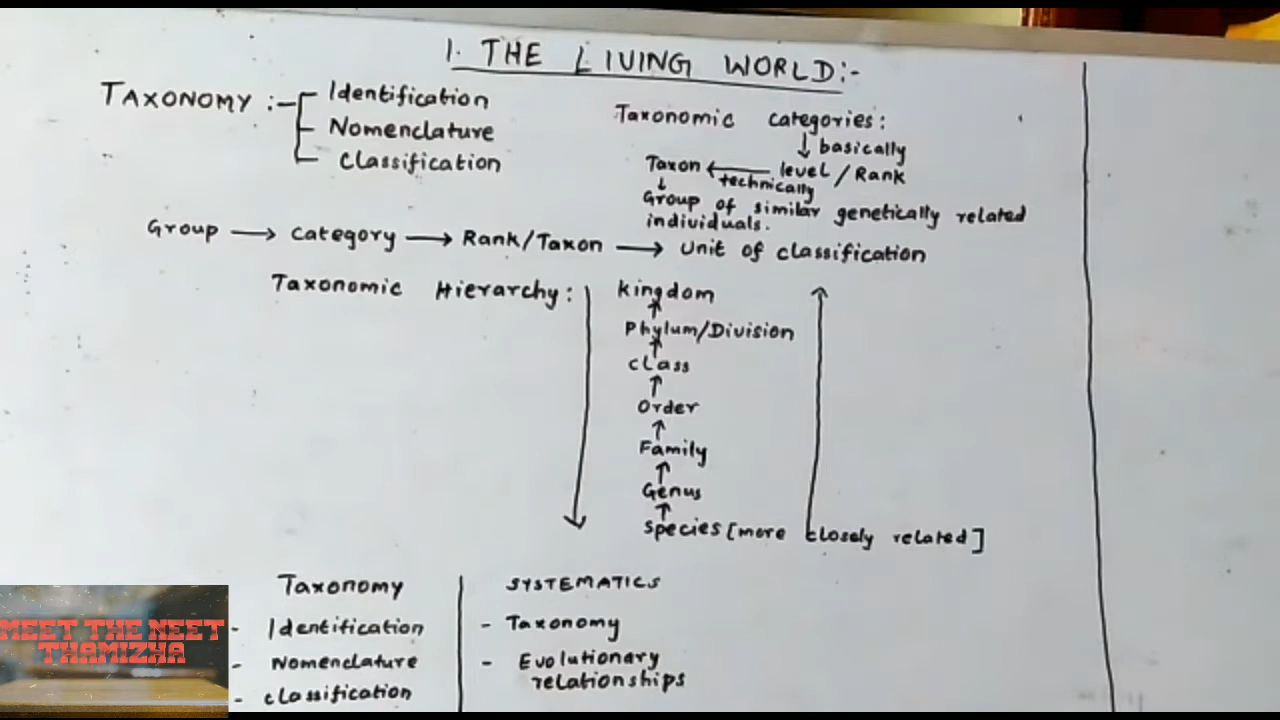 1. THE LIVING WORLD:-
TAXONOMY :- Identification
Nomenclature
Classification
Taxonomic categories:
↓ basically
Taxon ← technically level/Rank
↓
Group of similar genetically related
individuals.
Group → category → Rank/Taxon → unit of classification
Taxonomic Hierarchy:
kingdom
↑
Phylum/Division
↑
class
↑
Order
↑
Family
↑
Genus
↑
species [more closely related]
Taxonomy
- Identification
- Nomenclature
- classification
SYSTEMATICS
- Taxonomy
- Evolutionary
relationships
MEET THE NEET
THAMIZHA